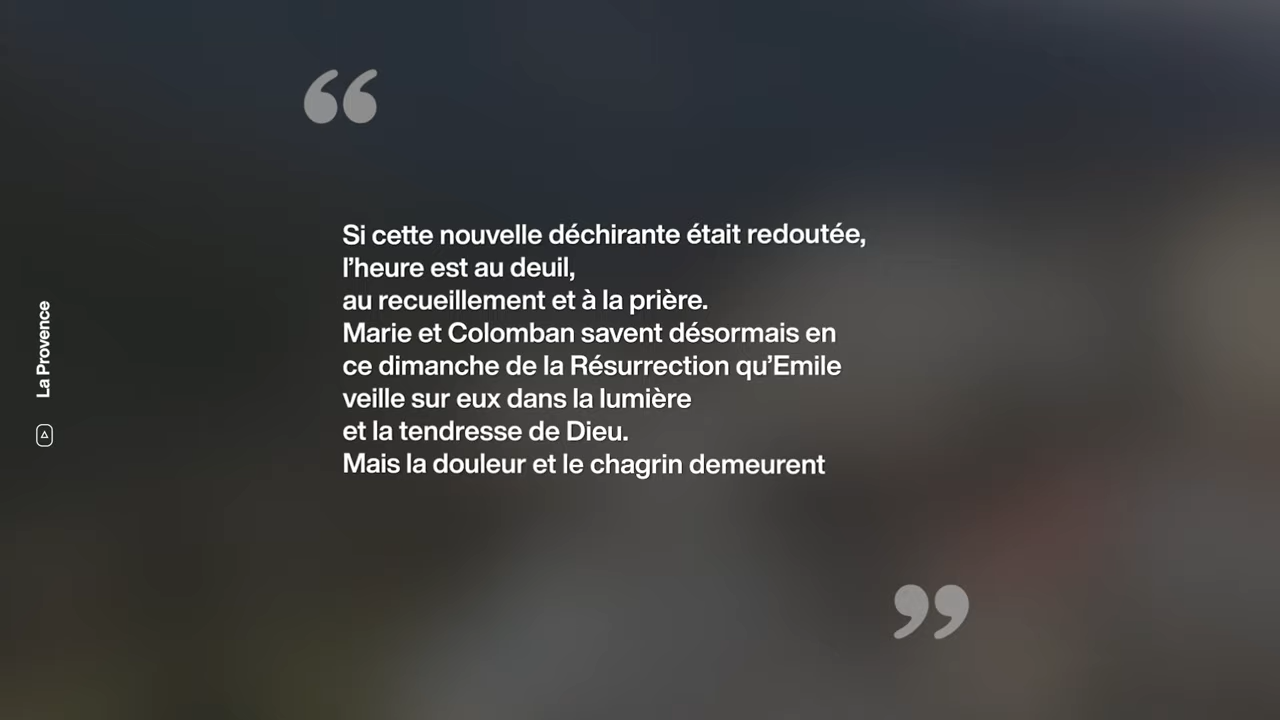 “
Si cette nouvelle déchirante était redoutée,
l’heure est au deuil,
au recueillement et à la prière.
Marie et Colomban savent désormais en
ce dimanche de la Résurrection qu’Emile
veille sur eux dans la lumière
et la tendresse de Dieu.
Mais la douleur et le chagrin demeurent
”
La Provence